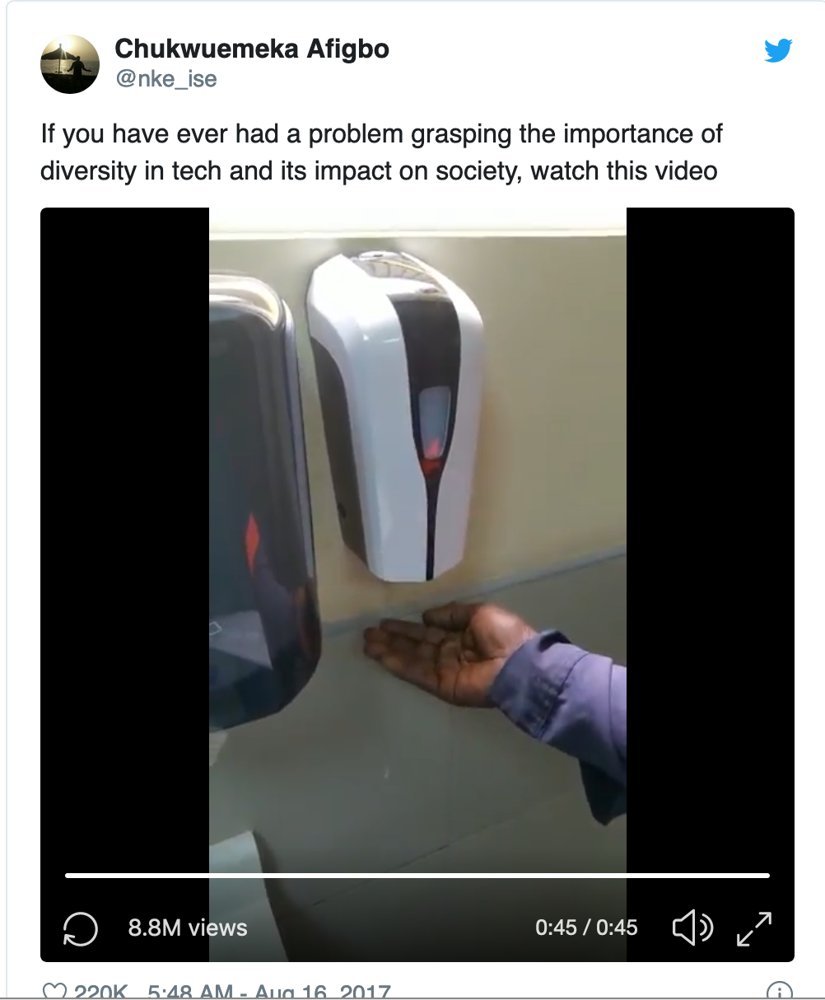 Chukwuemeka Afigbo
@nke_ise
If you have ever had a problem grasping the importance of
diversity in tech and its impact on society, watch this video
8.8M views
0:45 / 0:45
220K 5:48 AM - Aug 16, 2017